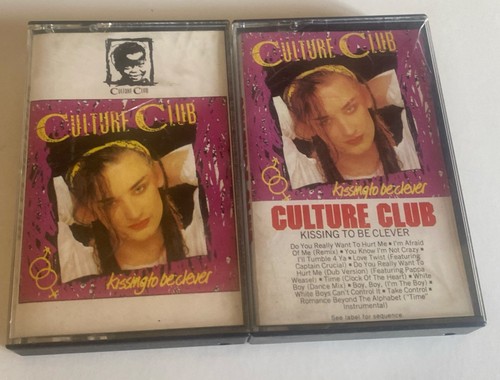 CULTURE CLUB
CULTURE CLUB
kissing to be clever
CULTURE CLUB
kissing to be clever
CULTURE CLUB
KISSING TO BE CLEVER
Do You Really Want To Hurt Me • I'm Afraid
Of Me (Remix) • You Know I'm Not Crazy •
I'll Tumble 4 Ya • Love Twist (Featuring
Captain Crucial) • Do You Really Want To
Hurt Me (Dub Version) (Featuring Pappa
Weasel) • Time (Clock Of The Heart) • White
Boy (Dance Mix) • Boy, Boy, (I'm The Boy) •
White Boys Can't Control It • Take Control •
Romance Beyond The Alphabet ("Time"
Instrumental)
See label for sequence